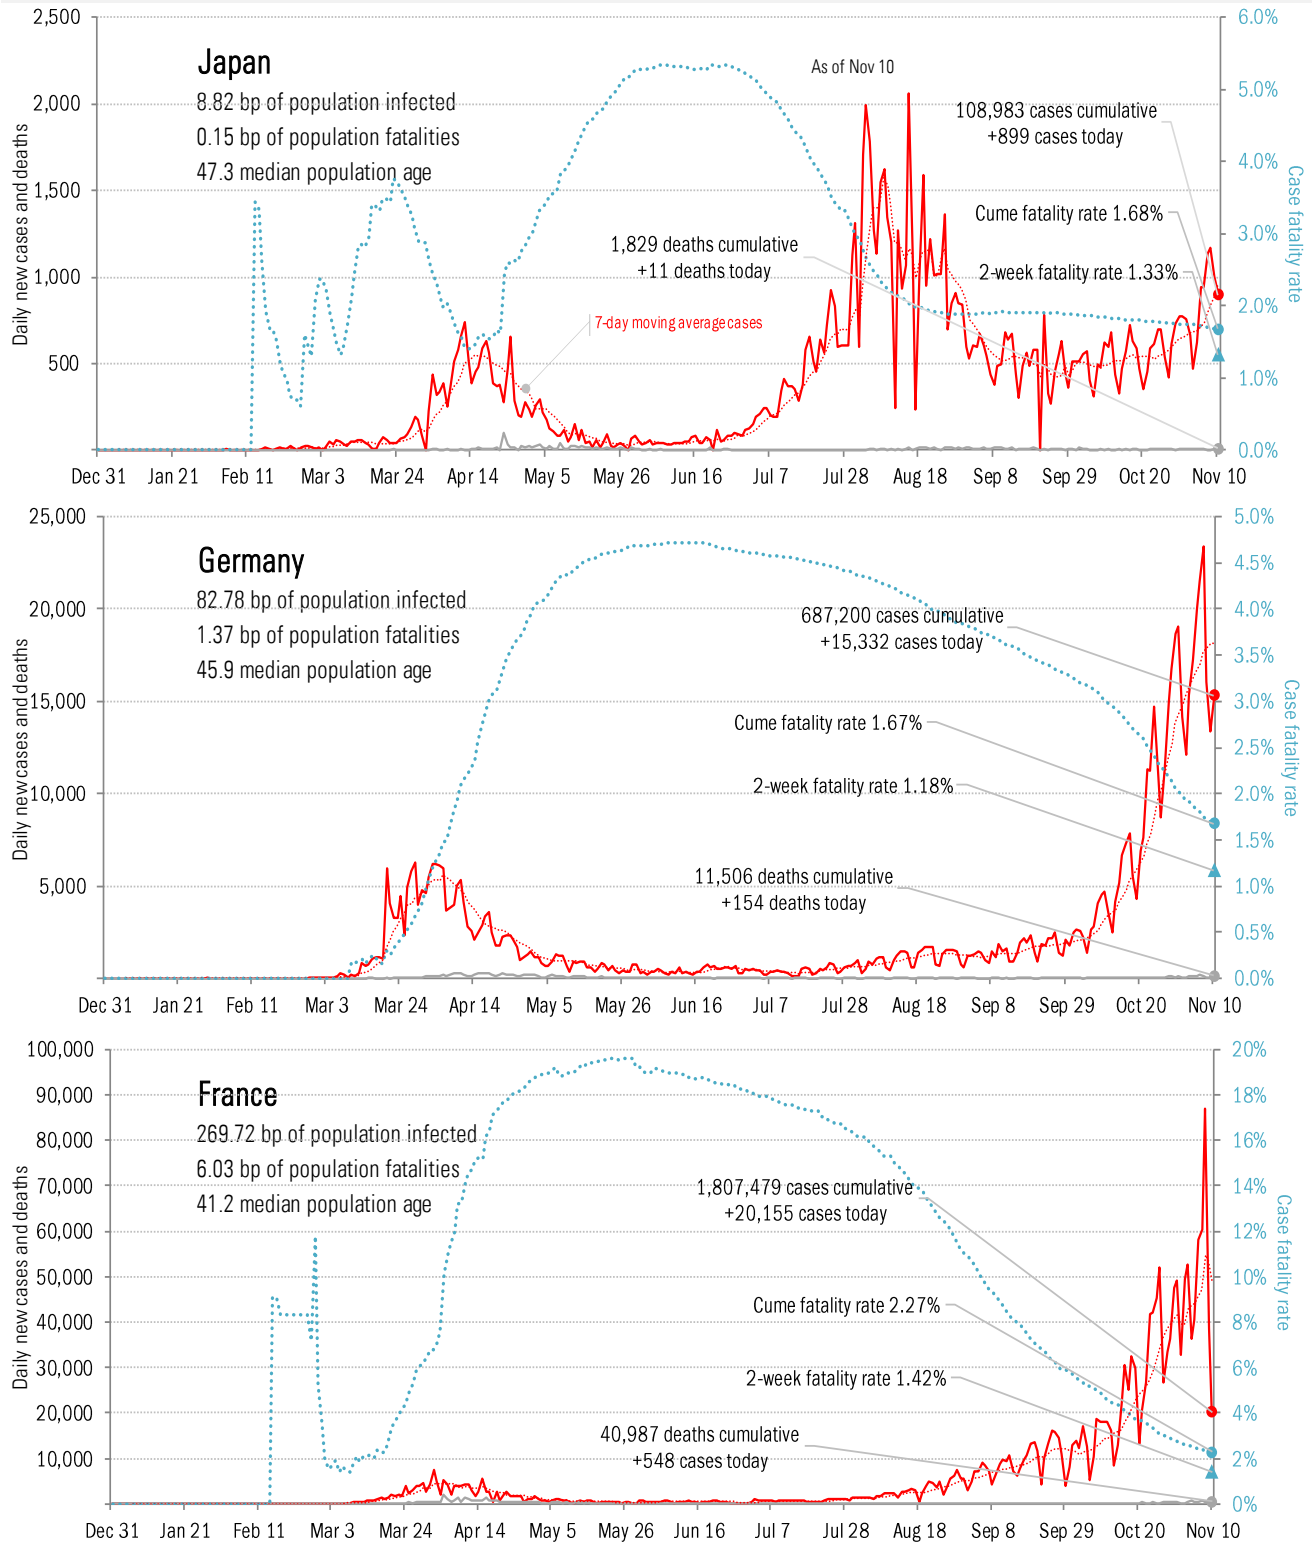 Japan
8.82 bp of population infected
0.15 bp of population fatalities
47.3 median population age
As of Nov 10
108,983 cases cumulative
+899 cases today
Cume fatality rate 1.68%
2-week fatality rate 1.33%
1,829 deaths cumulative
+11 deaths today
7-day moving average cases
Daily new cases and deaths
2,500
2,000
1,500
1,000
500
Case fatality rate
6.0%
5.0%
4.0%
3.0%
2.0%
1.0%
0.0%
Dec 31 Jan 21 Feb 11 Mar 3 Mar 24 Apr 14 May 5 May 26 Jun 16 Jul 7 Jul 28 Aug 18 Sep 8 Sep 29 Oct 20 Nov 10
Germany
82.78 bp of population infected
1.37 bp of population fatalities
45.9 median population age
687,200 cases cumulative
+15,332 cases today
Cume fatality rate 1.67%
2-week fatality rate 1.18%
11,506 deaths cumulative
+154 deaths today
Daily new cases and deaths
25,000
20,000
15,000
10,000
5,000
Case fatality rate
5.0%
4.5%
4.0%
3.5%
3.0%
2.5%
2.0%
1.5%
1.0%
0.5%
0.0%
Dec 31 Jan 21 Feb 11 Mar 3 Mar 24 Apr 14 May 5 May 26 Jun 16 Jul 7 Jul 28 Aug 18 Sep 8 Sep 29 Oct 20 Nov 10
France
269.72 bp of population infected
6.03 bp of population fatalities
41.2 median population age
1,807,479 cases cumulative
+20,155 cases today
Cume fatality rate 2.27%
2-week fatality rate 1.42%
40,987 deaths cumulative
+548 cases today
Daily new cases and deaths
100,000
90,000
80,000
70,000
60,000
50,000
40,000
30,000
20,000
10,000
Case fatality rate
20%
18%
16%
14%
12%
10%
8%
6%
4%
2%
0%
Dec 31 Jan 21 Feb 11 Mar 3 Mar 24 Apr 14 May 5 May 26 Jun 16 Jul 7 Jul 28 Aug 18 Sep 8 Sep 29 Oct 20 Nov 10